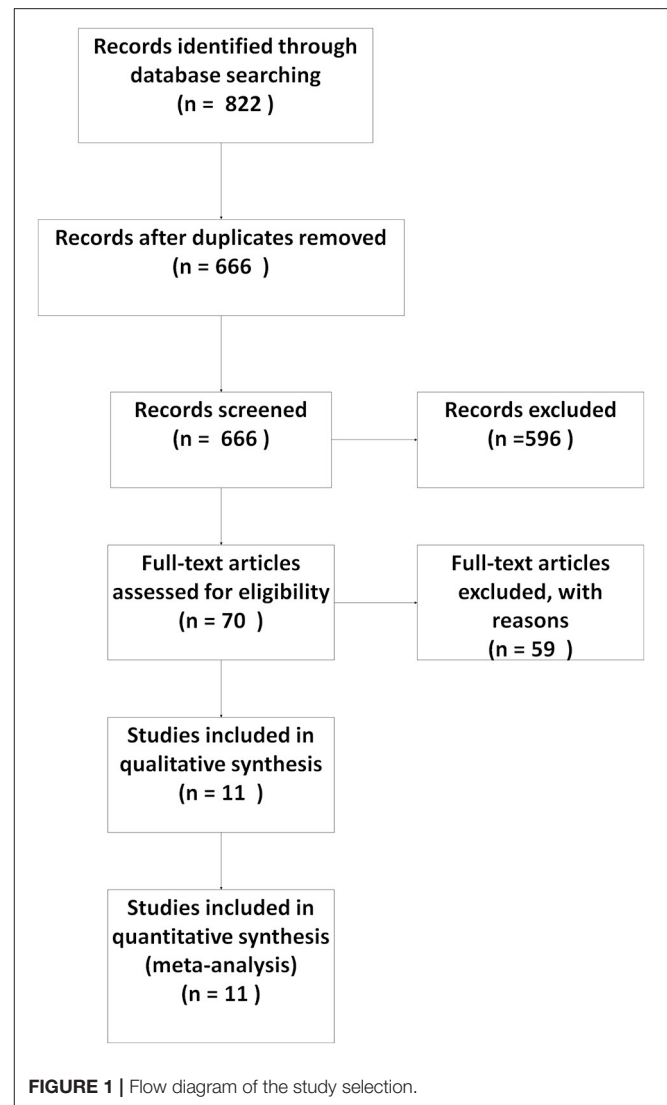 Records identified through
database searching
(n = 822 )
Records after duplicates removed
(n = 666 )
Records screened
(n = 666 )
Records excluded
(n =596 )
Full-text articles
assessed for eligibility
(n = 70 )
Full-text articles
excluded, with
reasons
(n = 59 )
Studies included in
qualitative synthesis
(n = 11 )
Studies included in
quantitative synthesis
(meta-analysis)
(n = 11 )
FIGURE 1 | Flow diagram of the study selection.